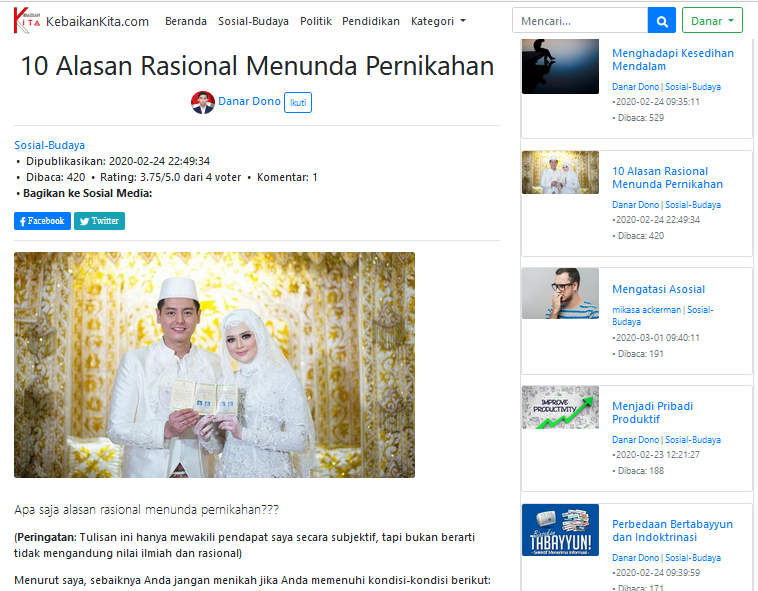 KITA KebaikanKita.com Beranda Sosial-Budaya Politik Pendidikan Kategori Mencari... Danar
10 Alasan Rasional Menunda Pernikahan
Danar Dono Ikuti
Sosial-Budaya
• Dipublikasikan: 2020-02-24 22:49:34
• Dibaca: 420 • Rating: 3.75/5.0 dari 4 voter • Komentar: 1
• Bagikan ke Sosial Media:
Facebook Twitter
Apa saja alasan rasional menunda pernikahan???
(Peringatan: Tulisan ini hanya mewakili pendapat saya secara subjektif, tapi bukan berarti
tidak mengandung nilai ilmiah dan rasional)
Menurut saya, sebaiknya Anda jangan menikah jika Anda memenuhi kondisi-kondisi berikut:
Menghadapi Kesedihan
Mendalam
Danar Dono | Sosial-Budaya
•2020-02-24 09:35:11
• Dibaca: 529
10 Alasan Rasional
Menunda Pernikahan
Danar Dono | Sosial-Budaya
•2020-02-24 22:49:34
• Dibaca: 420
Mengatasi Asosial
mikasa ackerman | Sosial-
Budaya
•2020-03-01 09:40:11
• Dibaca: 191
IMPROVE
PRODUCTIVITY
Menjadi Pribadi
Produktif
Danar Dono | Sosial-Budaya
•2020-02-23 12:21:27
• Dibaca: 188
TABAYYUN!
Selektif Menerima Informasi
Perbedaan Bertabayyun
dan Indoktrinasi
Danar Dono | Sosial-Budaya
•2020-02-24 09:39:59
• Dibaca: 171